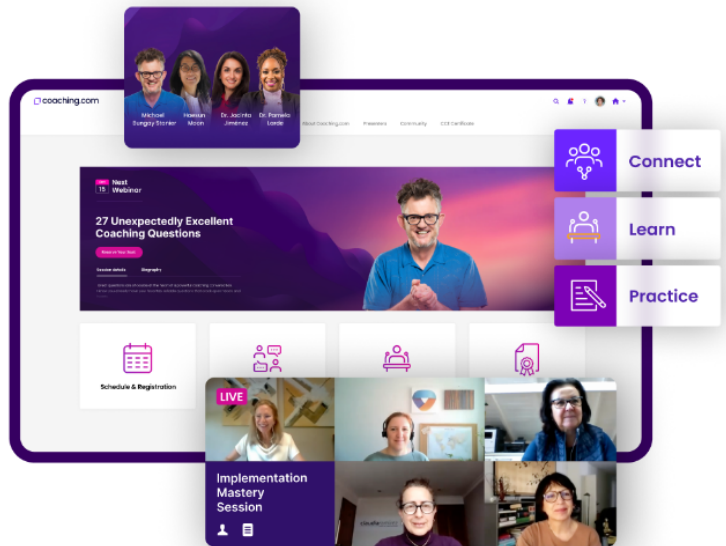 Michael
Bungay Stanier
Haesun
Moon
Dr. Jacinta
Jiménez
Dr. Pamela
Larde
coaching.com
About Coaching.com
Presenters
Community
CCE Certificate
15
Next
Webinar
27 Unexpectedly Excellent
Coaching Questions
Session details
Biography
Connect
Learn
Practice
Schedule & Registration
LIVE
Implementation
Mastery
Session